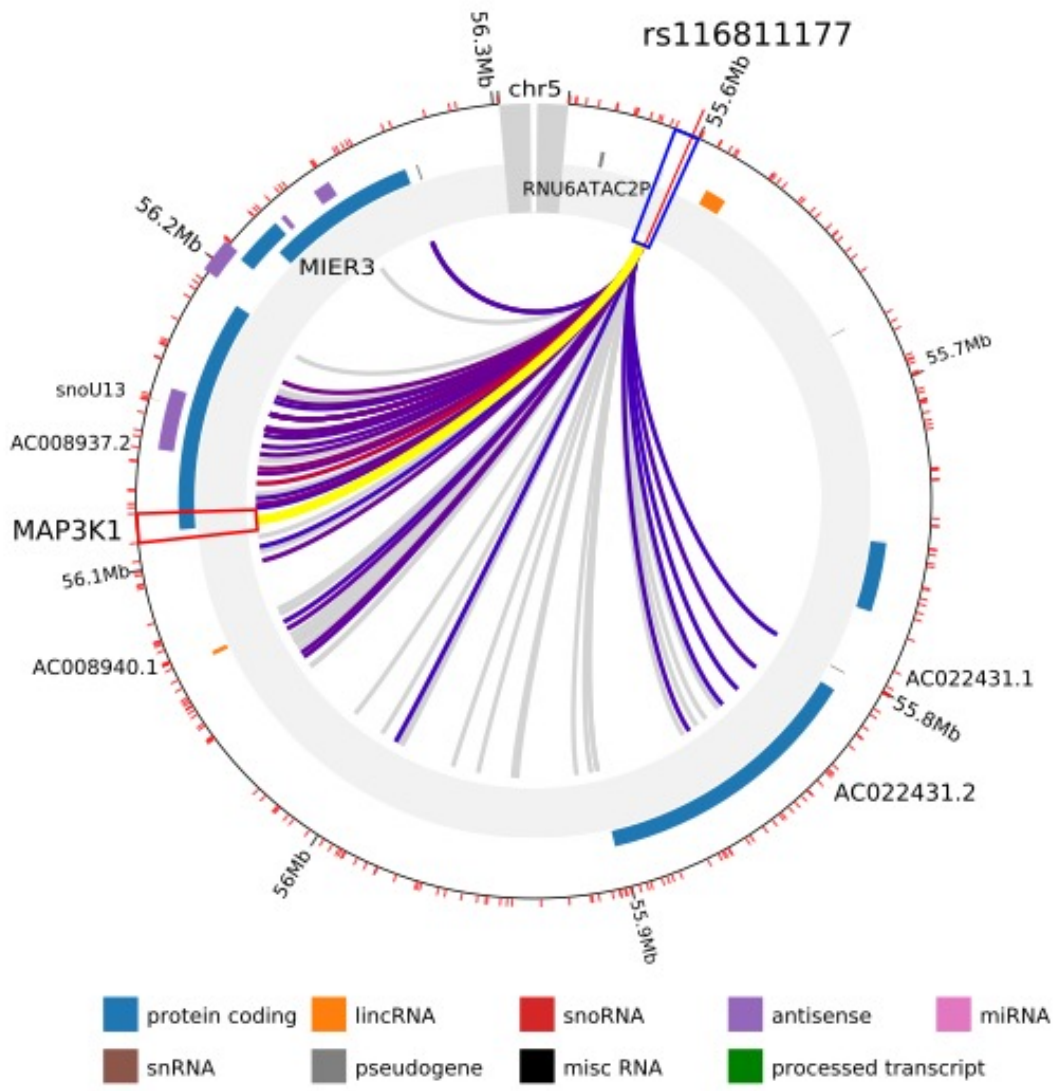 rs116811177
56.3Mb
chr5
55.6Mb
RNU6ATAC2P
56.2Mb
MIER3
55.7Mb
snoU13
AC008937.2
MAP3K1
56.1Mb
AC008940.1
AC022431.1
55.8Mb
AC022431.2
56Mb
55.9Mb
protein coding lincRNA snoRNA antisense miRNA
snRNA pseudogene misc RNA processed transcript